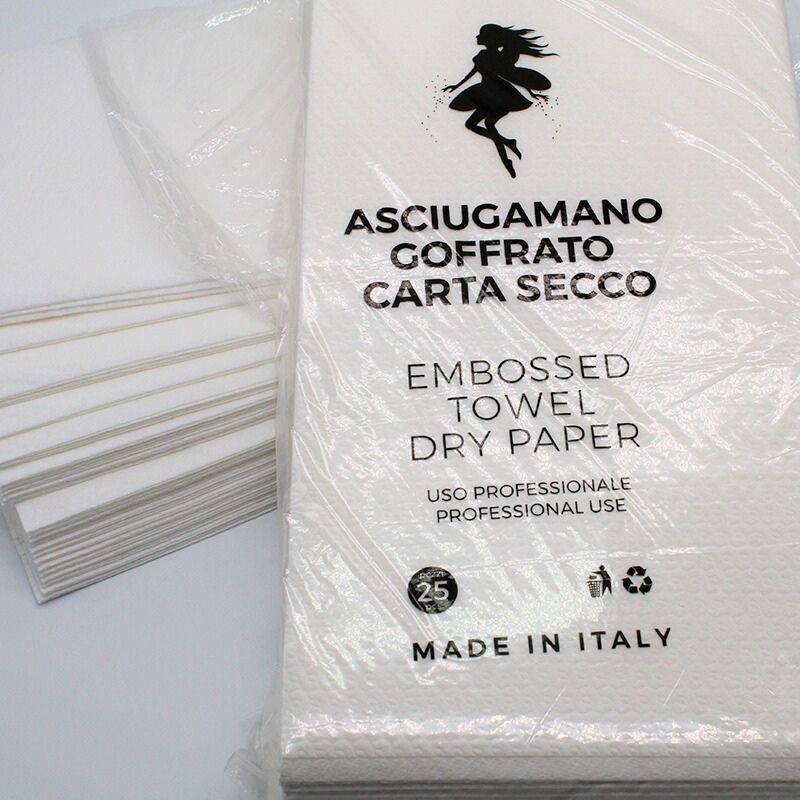 ASCIUGAMANO
GOFFRATO
CARTA SECCO
EMBOSSED
TOWEL
DRY PAPER
USO PROFESSIONALE
PROFESSIONAL USE
25
MADE IN ITALY